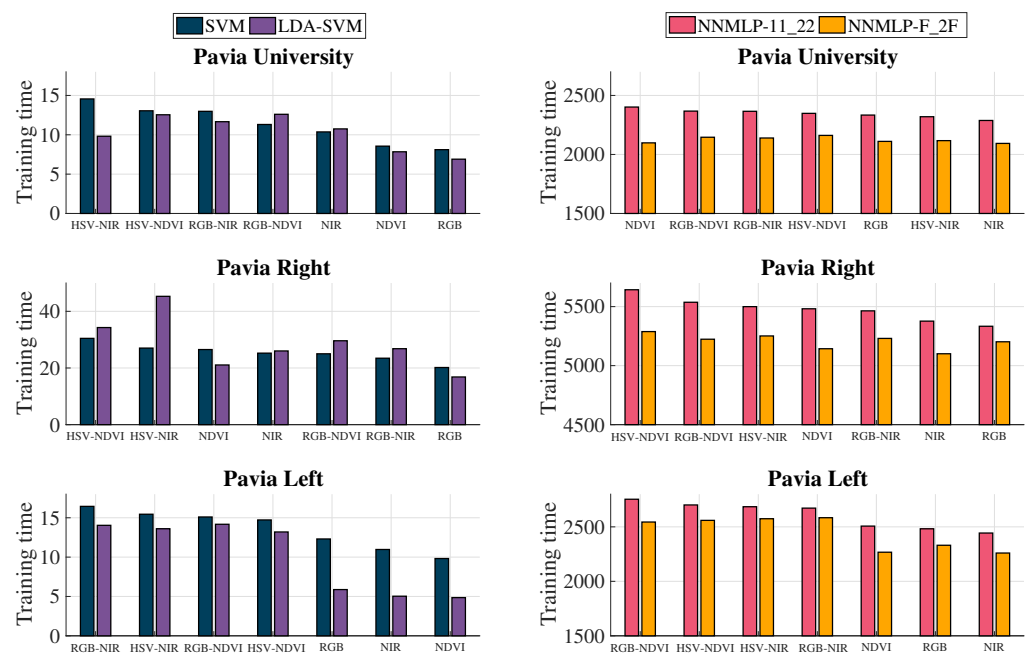 SVM LDA-SVM
Pavia University
Training time
15
10
5
0
HSV-NIR HSV-NDVI RGB-NIR RGB-NDVI NIR NDVI RGB
Pavia Right
Training time
40
20
0
HSV-NDVI HSV-NIR NDVI NIR RGB-NDVI RGB-NIR RGB
Pavia Left
Training time
15
10
5
0
RGB-NIR HSV-NIR RGB-NDVI HSV-NDVI RGB NIR NDVI
NNMLP-11_22 NNMLP-F_2F
Pavia University
Training time
2500
2000
1500
NDVI RGB-NDVI RGB-NIR HSV-NDVI RGB HSV-NIR NIR
Pavia Right
Training time
5500
5000
4500
HSV-NDVI RGB-NDVI HSV-NIR NDVI RGB-NIR NIR RGB
Pavia Left
Training time
2500
2000
1500
RGB-NDVI HSV-NDVI HSV-NIR RGB-NIR NDVI RGB NIR